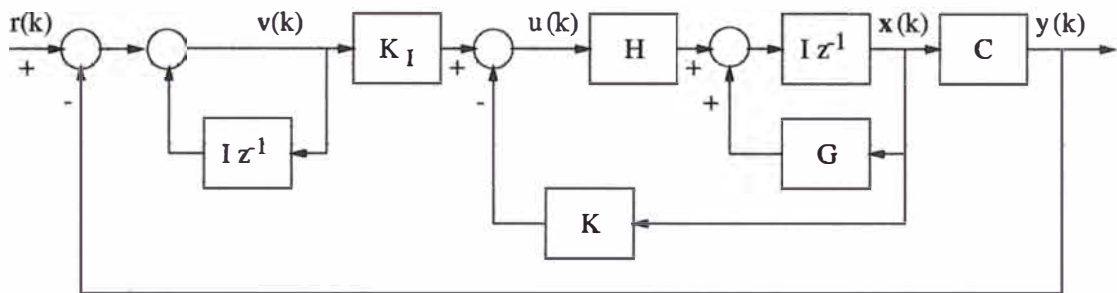 r(k) v(k) u(k) x(k) y(k)
K I H I z⁻¹ C
+ + + 
- - +
I z⁻¹ G
K